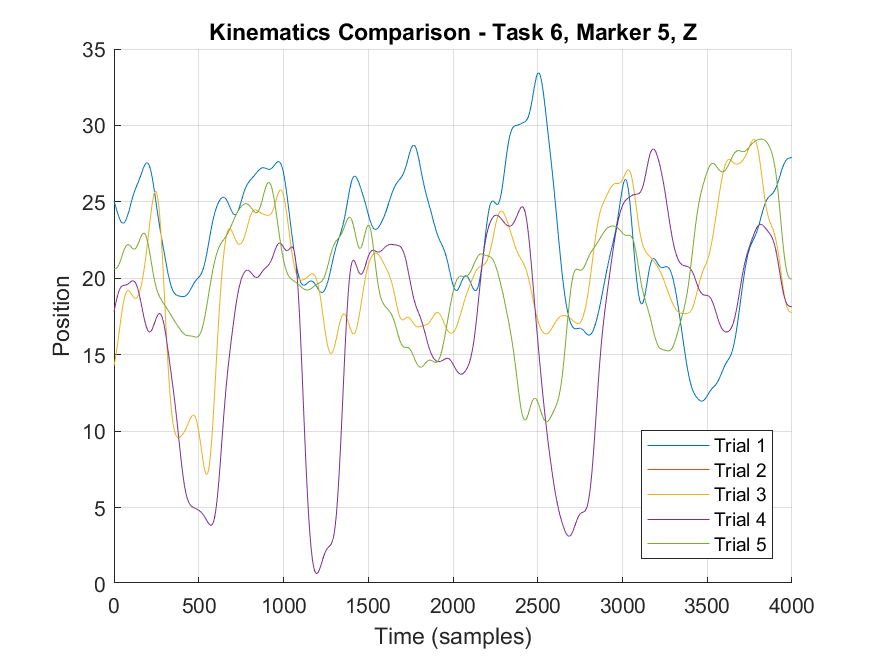 Kinematics Comparison - Task 6, Marker 5, Z
35
30
25
20
15
10
5
0
Position
0 500 1000 1500 2000 2500 3000 3500 4000
Time (samples)
Trial 1
Trial 2
Trial 3
Trial 4
Trial 5